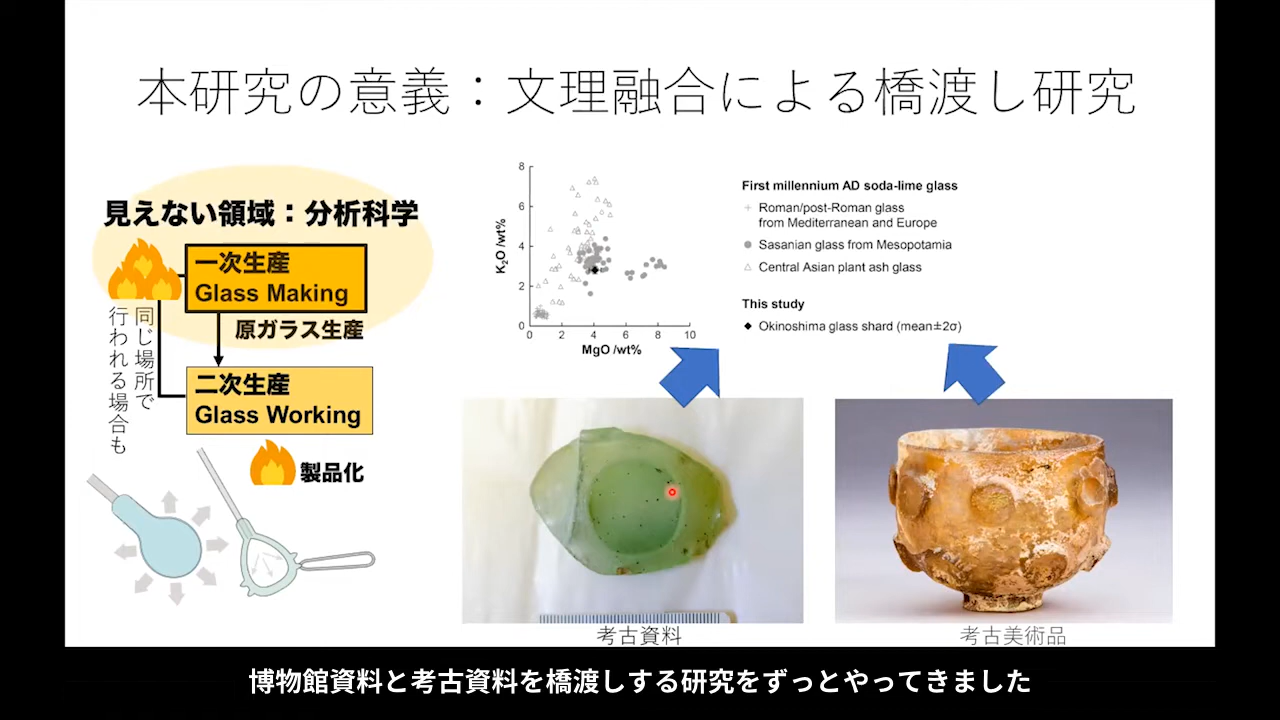 本研究の意義：文理融合による橋渡し研究
見えない領域：分析科学
一次生産
Glass Making
同じ場所で
行われる場合も
原ガラス生産
二次生産
Glass Working
製品化
K2O /wt%
8
6
4
2
0
0 2 4 6 8 10
MgO /wt%
First millennium AD soda-lime glass
Roman/post-Roman glass
from Mediterranean and Europe
Sasanian glass from Mesopotamia
Central Asian plant ash glass
This study
Okinoshima glass shard (mean±2σ)
考古資料
考古美術品
博物館資料と考古資料を橋渡しする研究をずっとやってきました